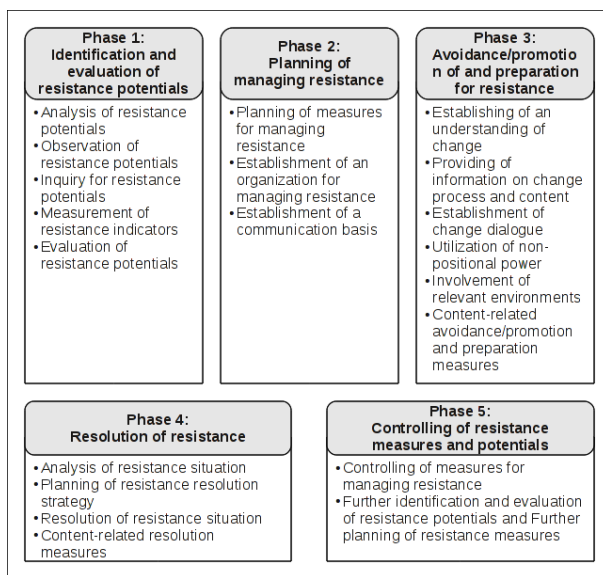 Phase 1:
Identification and
evaluation of
resistance potentials
• Analysis of resistance
potentials
• Observation of
resistance potentials
• Inquiry for resistance
potentials
• Measurement of
resistance indicators
• Evaluation of
resistance potentials
Phase 2:
Planning of
managing resistance
• Planning of measures
for managing
resistance
• Establishment of an
organization for
managing resistance
• Establishment of a
communication basis
Phase 3:
Avoidance/promotio
n of and preparation
for resistance
• Establishing of an
understanding of
change
• Providing of
information on change
process and content
• Establishment of
change dialogue
• Utilization of non-
positional power
• Involvement of
relevant environments
• Content-related
avoidance/promotion
and preparation
measures
Phase 4:
Resolution of resistance
• Analysis of resistance situation
• Planning of resistance resolution
strategy
• Resolution of resistance situation
• Content-related resolution
measures
Phase 5:
Controlling of resistance
measures and potentials
• Controlling of measures for
managing resistance
• Further identification and evaluation
of resistance potentials and Further
planning of resistance measures